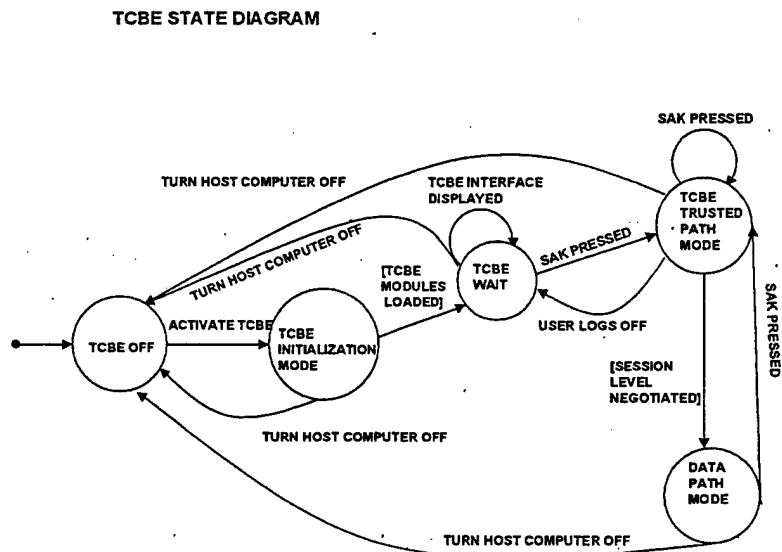 TCBE STATE DIAGRAM
SAK PRESSED
TURN HOST COMPUTER OFF
TCBE INTERFACE
DISPLAYED
TCBE
TRUSTED
PATH
MODE
TURN HOST COMPUTER OFF
[TCBE
MODULES
LOADED]
TCBE
WAIT
SAK PRESSED
SAK PRESSED
TCBE OFF
ACTIVATE TCBE
TCBE
INITIALIZATION
MODE
USER LOGS OFF
[SESSION
LEVEL
NEGOTIATED]
TURN HOST COMPUTER OFF
DATA
PATH
MODE
TURN HOST COMPUTER OFF